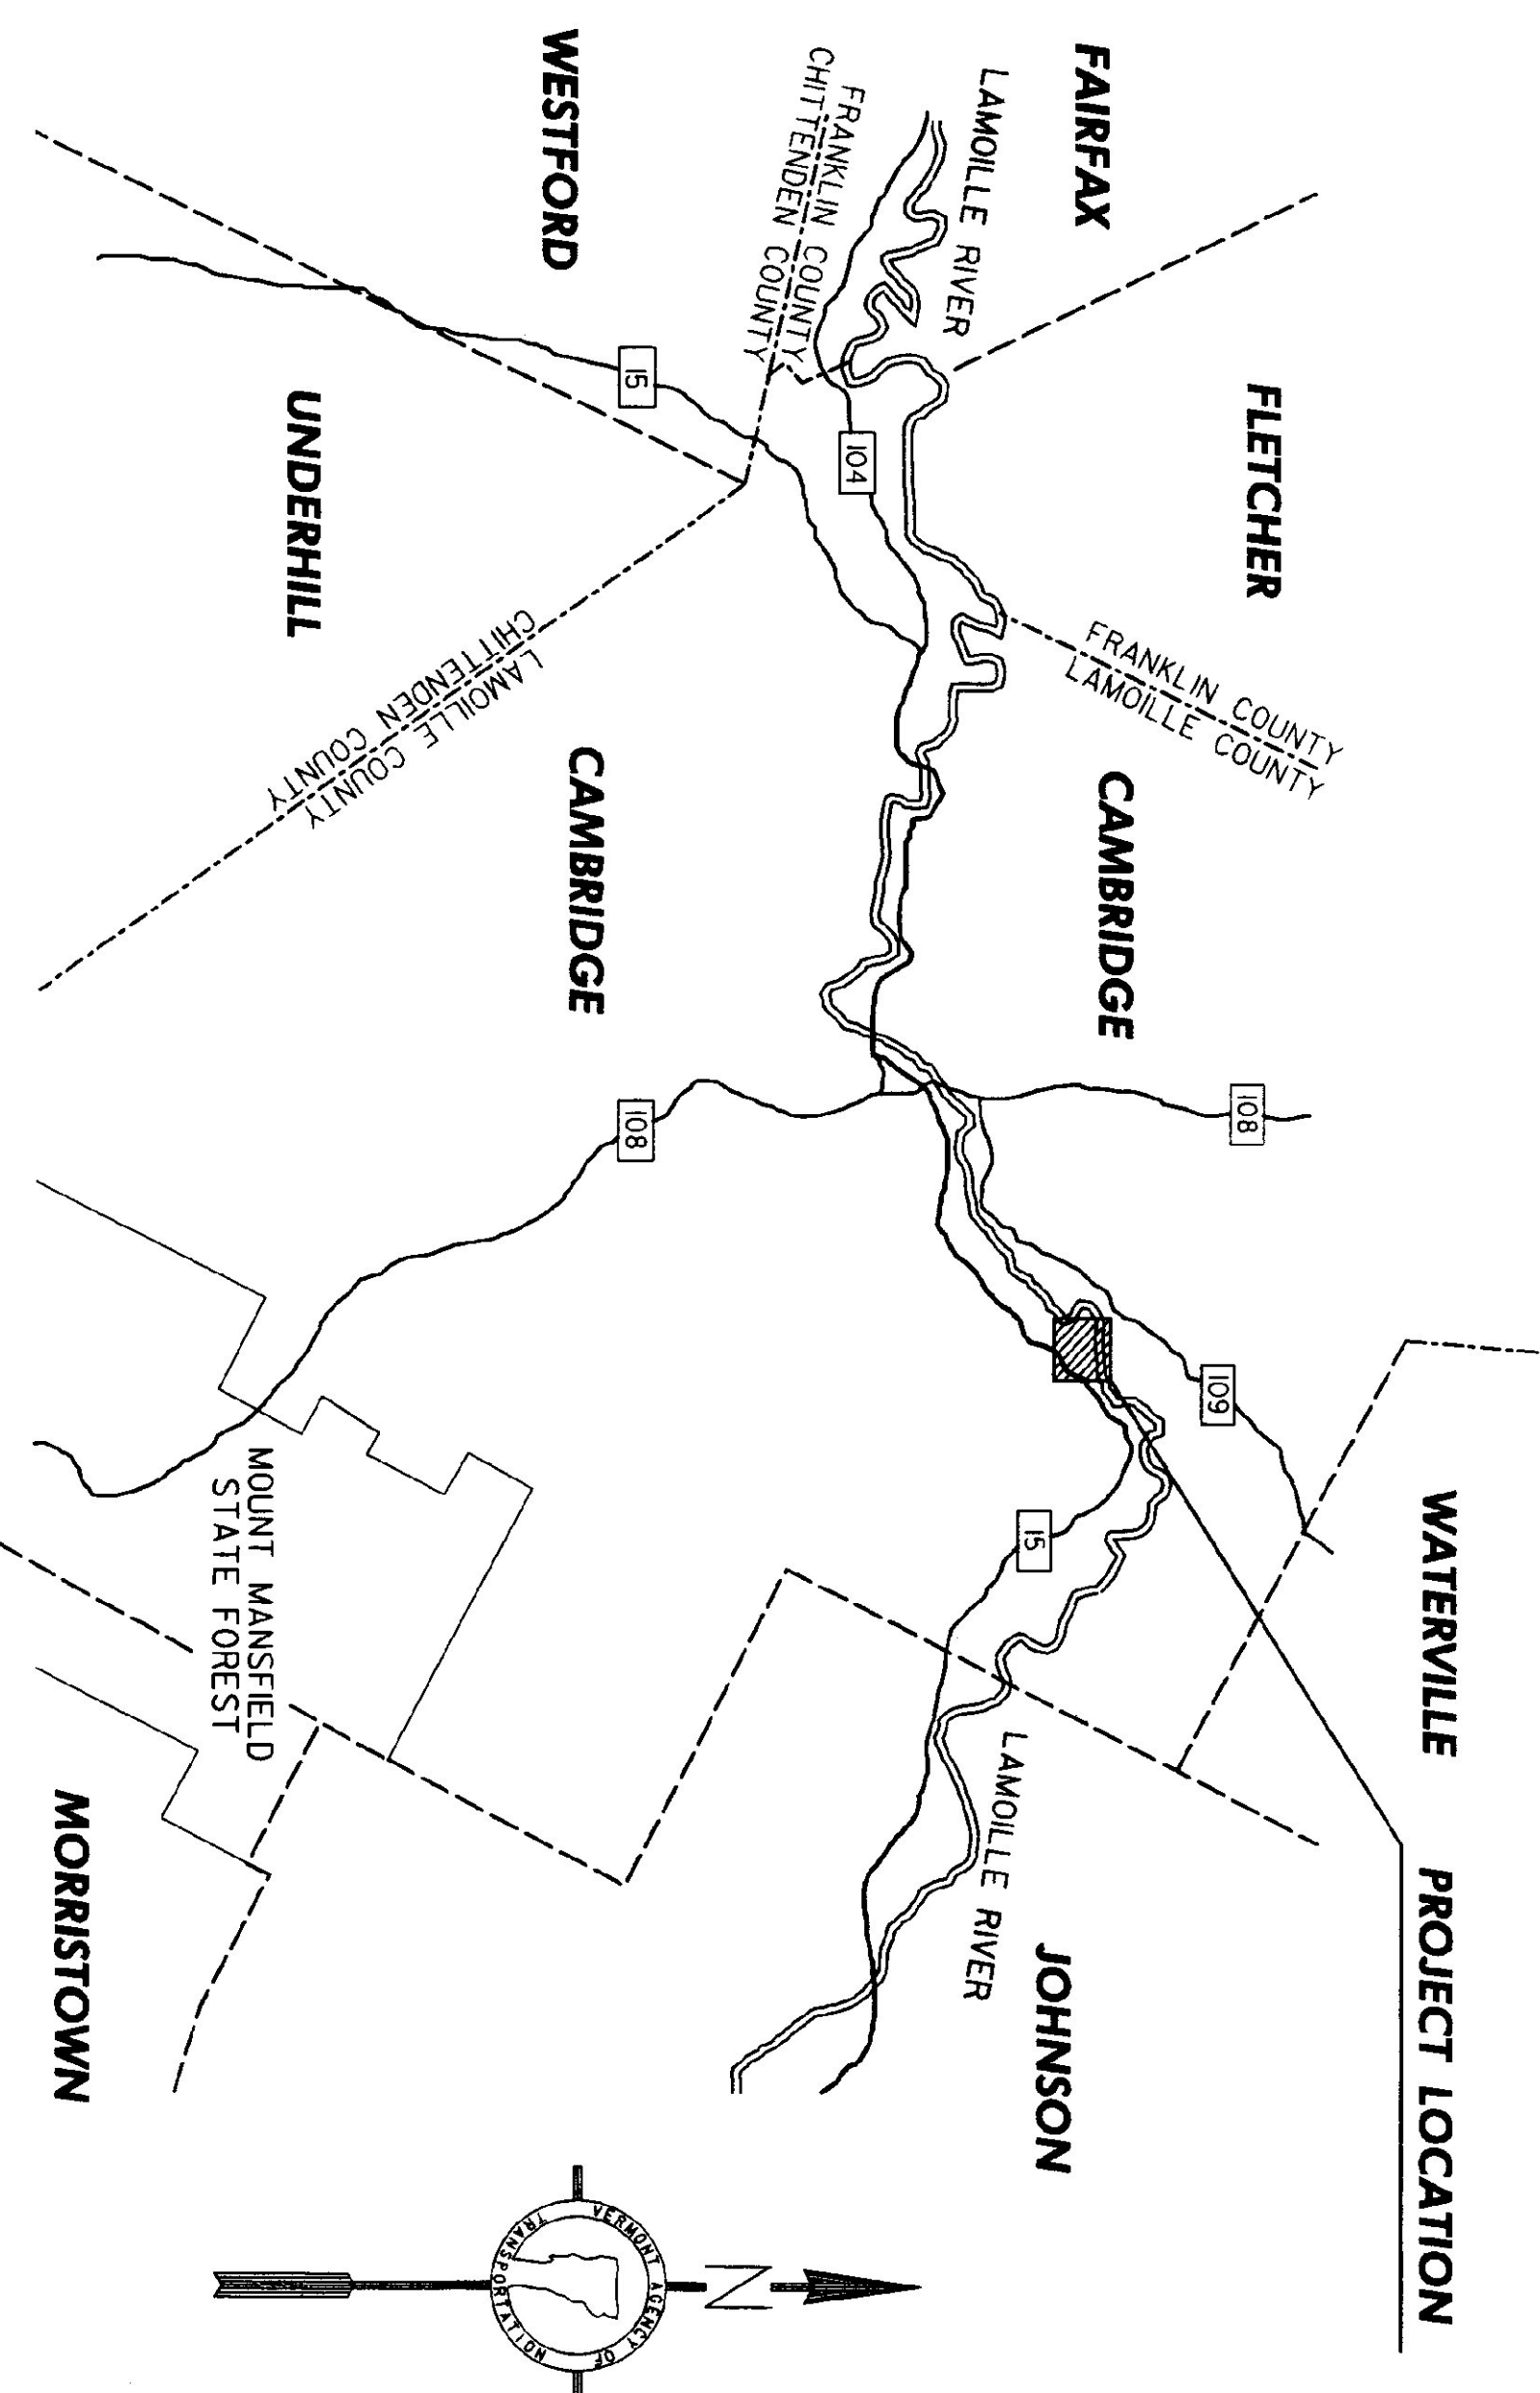 WATERVILLE
PROJECT LOCATION
FLETCHER
109
108
FRANKLIN COUNTY
LAMOILLE COUNTY
FAIRFAX
CAMBRIDGE
JOHNSON
LAMOILLE RIVER
15
LAMOILLE RIVER
104
FRANKLIN COUNTY
CHITTENDEN COUNTY
15
108
WESTFORD
CAMBRIDGE
LAMOILLE COUNTY
CHITTENDEN COUNTY
UNDERHILL
MOUNT MANSFIELD
STATE FOREST
MORRISTOWN
N
VERMONT AGENCY OF
TRANSPORTATION